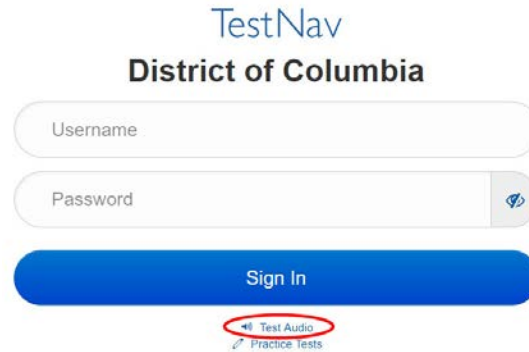 TestNav
District of Columbia
Username
Password
Sign In
Test Audio
Practice Tests